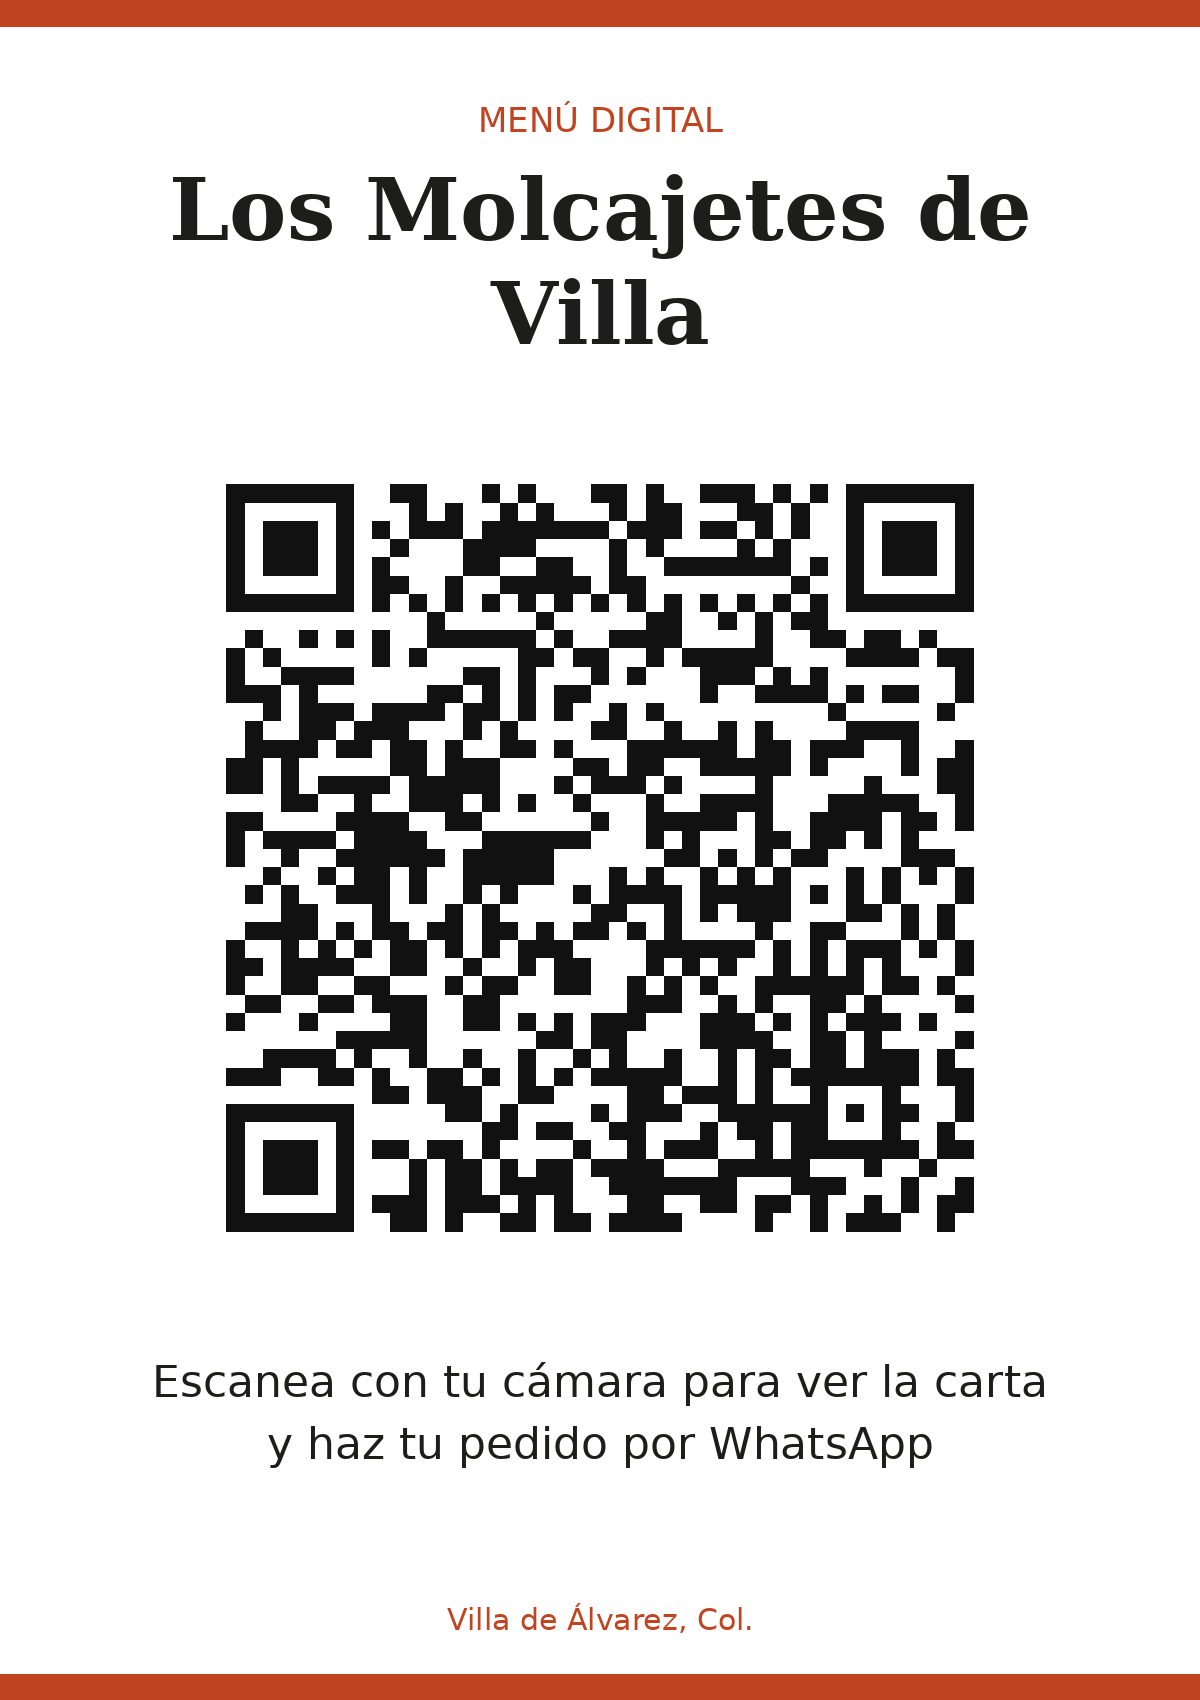 MENÚ DIGITAL
Los Molcajetes de
Villa
Escanea con tu cámara para ver la carta
y haz tu pedido por WhatsApp
Villa de Álvarez, Col.